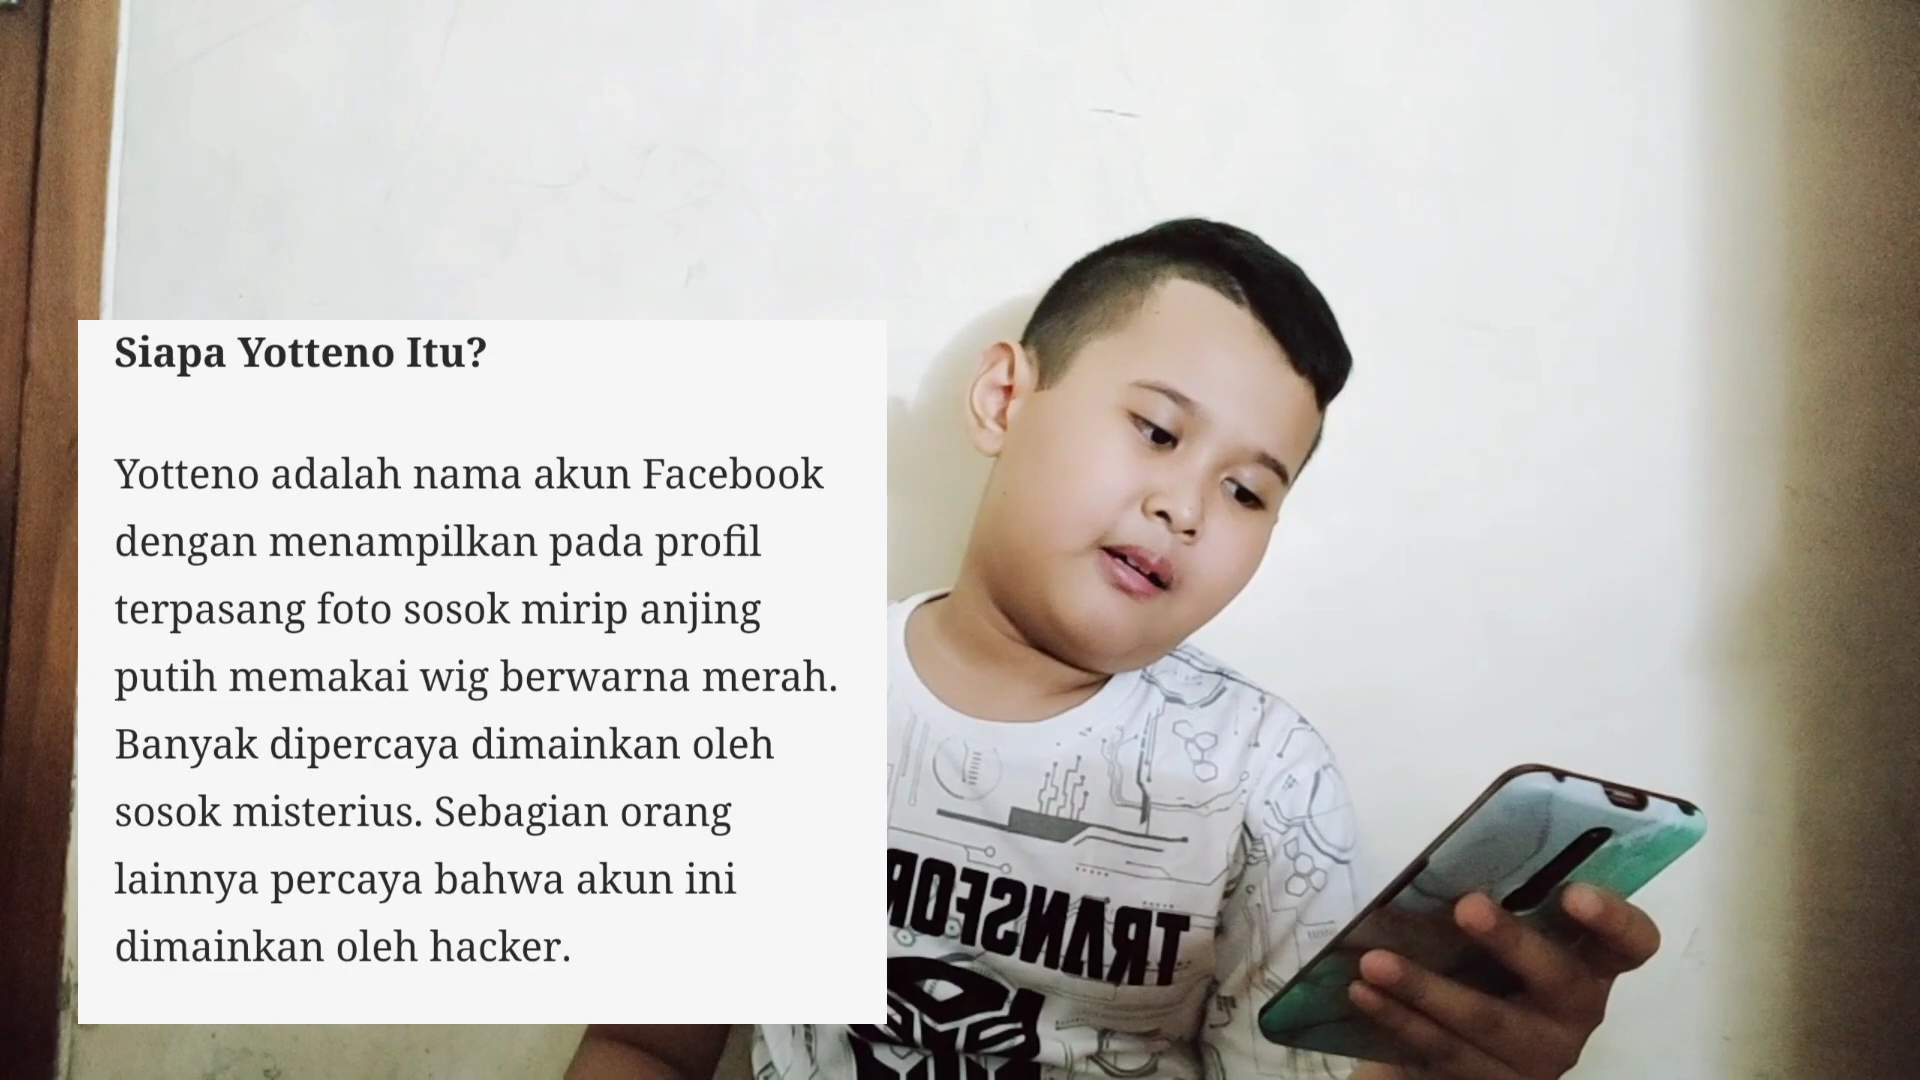 Siapa Yotteno Itu?
Yotteno adalah nama akun Facebook
dengan menampilkan pada profil
terpasang foto sosok mirip anjing
putih memakai wig berwarna merah.
Banyak dipercaya dimainkan oleh
sosok misterius. Sebagian orang
lainnya percaya bahwa akun ini
dimainkan oleh hacker.
TRANSFOR